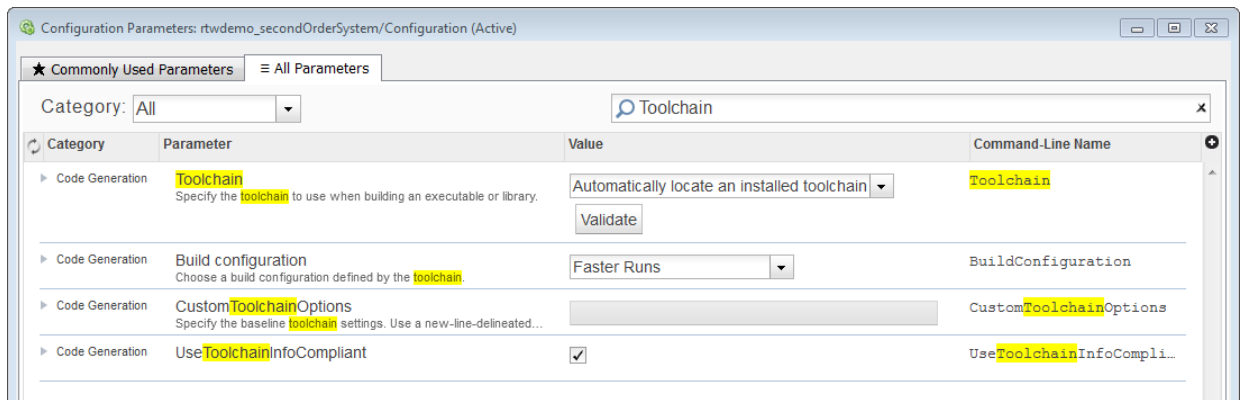 Configuration Parameters: rtwdemo_secondOrderSystem/Configuration (Active)
★ Commonly Used Parameters ≡ All Parameters
Category: All Toolchain
Category Parameter Value Command-Line Name
Code Generation Toolchain Automatically locate an installed toolchain Toolchain
Specify the toolchain to use when building an executable or library.
Validate
Code Generation Build configuration Faster Runs BuildConfiguration
Choose a build configuration defined by the toolchain.
Code Generation CustomToolchainOptions CustomToolchainOptions
Specify the baseline toolchain settings. Use a new-line-delineated...
Code Generation UseToolchainInfoCompliant UseToolchainInfoCompli...